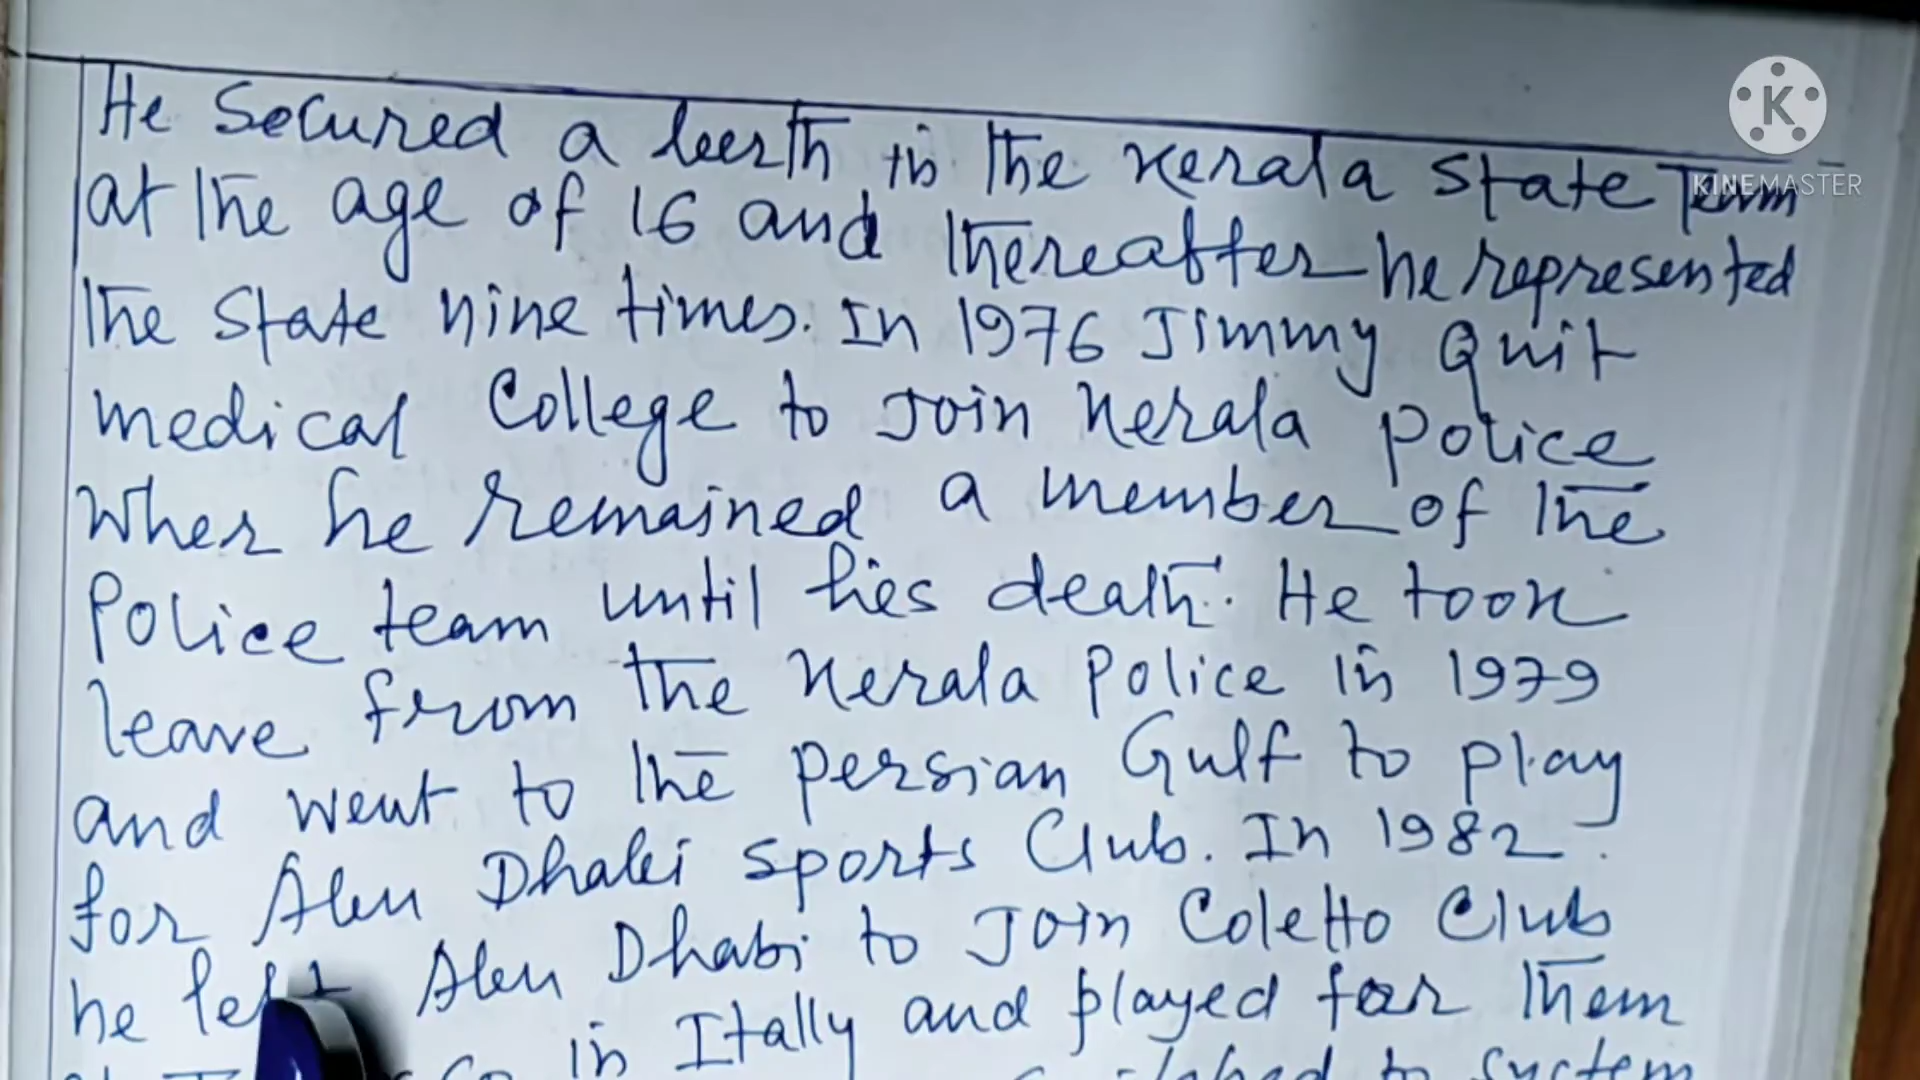 He Secured a berth in the Kerala State Team
at the age of 16 and thereafter he represented
the state nine times. In 1976 Jimmy Quit
medical College to Join Kerala Police
Wher he remained a member of the
Police team until hies death. He took
leave from the Kerala Police in 1979
and went to the Persian Gulf to play
for Abu Dhabi sports Club. In 1982
he left Abu Dhabi to Join Coletto Club
in Itally and played for them
to system
K
KINEMASTER